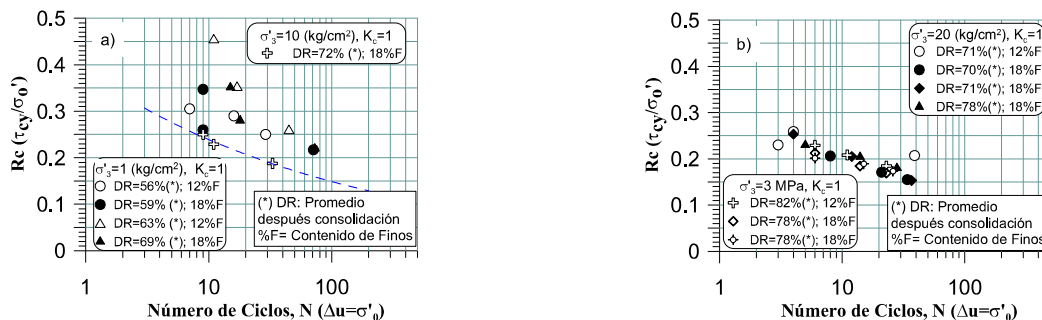 a)
σ'3=10 (kg/cm²), Kc=1
DR=72% (*); 18%F
σ'3=1 (kg/cm²), Kc=1
DR=56%(*); 12%F
DR=59% (*); 18%F
DR=63% (*); 12%F
DR=69% (*); 18%F
(*) DR: Promedio
después consolidación
%F= Contenido de Finos
Rc (τcy/σo')
0.5
0.4
0.3
0.2
0.1
0
1
10
100
Número de Ciclos, N (Δu=σ'0)
b)
σ'3=20 (kg/cm²), Kc=1
DR=71%(*); 12%F
DR=70%(*); 18%F
DR=71%(*); 18%F
DR=78%(*); 18%F
σ'3=3 MPa, Kc=1
DR=82%(*); 12%F
DR=78%(*); 18%F
DR=78%(*); 18%F
(*) DR: Promedio
después consolidación
%F= Contenido de Finos
Rc (τcy/σo')
0.5
0.4
0.3
0.2
0.1
0
1
10
100
Número de Ciclos, N (Δu=σ'0)